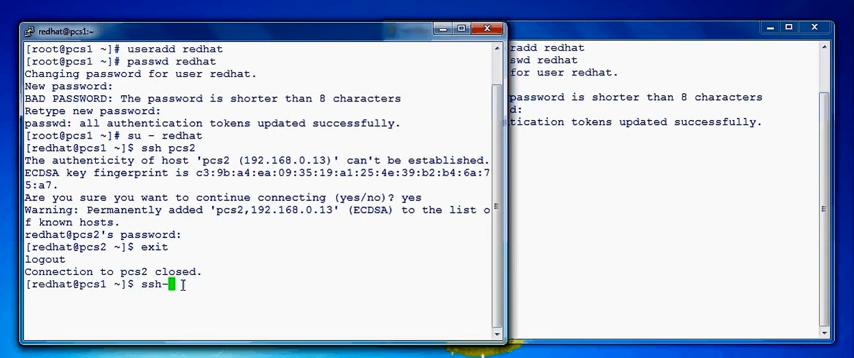 redhat@pcs1:~
[root@pcs1 ~]# useradd redhat
[root@pcs1 ~]# passwd redhat
Changing password for user redhat.
New password:
BAD PASSWORD: The password is shorter than 8 characters
Retype new password:
passwd: all authentication tokens updated successfully.
[root@pcs1 ~]# su - redhat
[redhat@pcs1 ~]$ ssh pcs2
The authenticity of host 'pcs2 (192.168.0.13)' can't be established.
ECDSA key fingerprint is c3:9b:a4:ea:09:35:19:a1:25:4e:39:b2:b4:6a:7
5:a7.
Are you sure you want to continue connecting (yes/no)? yes
Warning: Permanently added 'pcs2,192.168.0.13' (ECDSA) to the list o
f known hosts.
redhat@pcs2's password:
[redhat@pcs2 ~]$ exit
logout
Connection to pcs2 closed.
[redhat@pcs1 ~]$ ssh-
radd redhat
swd redhat
for user redhat.
password is shorter than 8 characters
d:
tication tokens updated successfully.